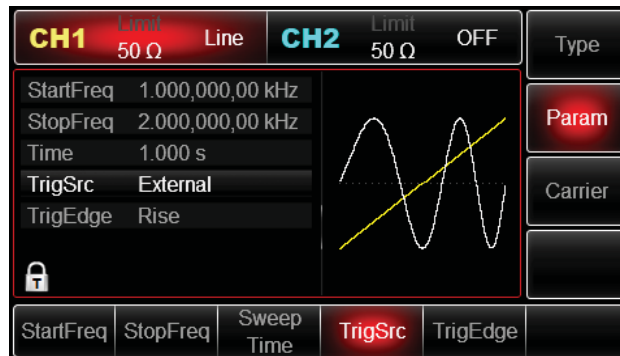 CH1 Limit 50 Ω Line CH2 Limit 50 Ω OFF
Type
StartFreq 1.000,000,00 kHz
StopFreq 2.000,000,00 kHz
Time 1.000 s
TrigSrc External
TrigEdge Rise
T
Param
Carrier
StartFreq StopFreq Sweep Time TrigSrc TrigEdge